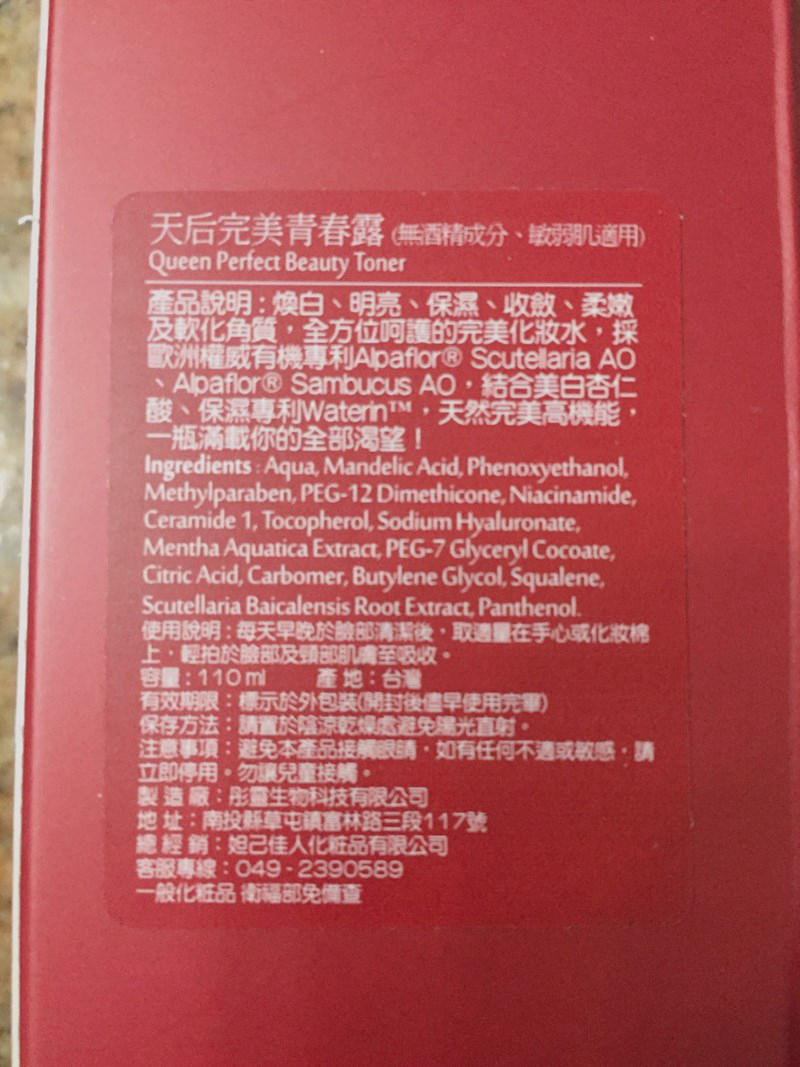 天后完美青春露(無酒精成分、敏弱肌適用)
Queen Perfect Beauty Toner
產品說明：煥白、明亮、保濕、收斂、柔嫩
及軟化角質，全方位呵護的完美化妝水，採
歐洲權威有機專利Alpaflor® Scutellaria AO
、Alpaflor® Sambucus AO，結合美白杏仁
酸、保濕專利Waterin™，天然完美高機能，
一瓶滿載你的全部渴望！
Ingredients : Aqua, Mandelic Acid, Phenoxyethanol,
Methylparaben, PEG-12 Dimethicone, Niacinamide,
Ceramide 1, Tocopherol, Sodium Hyaluronate,
Mentha Aquatica Extract, PEG-7 Glyceryl Cocoate,
Citric Acid, Carbomer, Butylene Glycol, Squalene,
Scutellaria Baicalensis Root Extract, Panthenol.
使用說明：每天早晚於臉部清潔後，取適量在手心或化妝棉
上，輕拍於臉部及頸部肌膚至吸收。
容量：110 ml 產 地：台灣
有效期限：標示於外包裝(開封後儘早使用完畢)
保存方法：請置於陰涼乾燥處避免陽光直射。
注意事項：避免本產品接觸眼睛，如有任何不適或敏感，請
立即停用。勿讓兒童接觸。
製 造 廠：彤靈生物科技有限公司
地 址：南投縣草屯鎮富林路三段117號
總 經 銷：妲己佳人化粧品有限公司
客服專線：049-2390589
一般化粧品 衛福部免備查